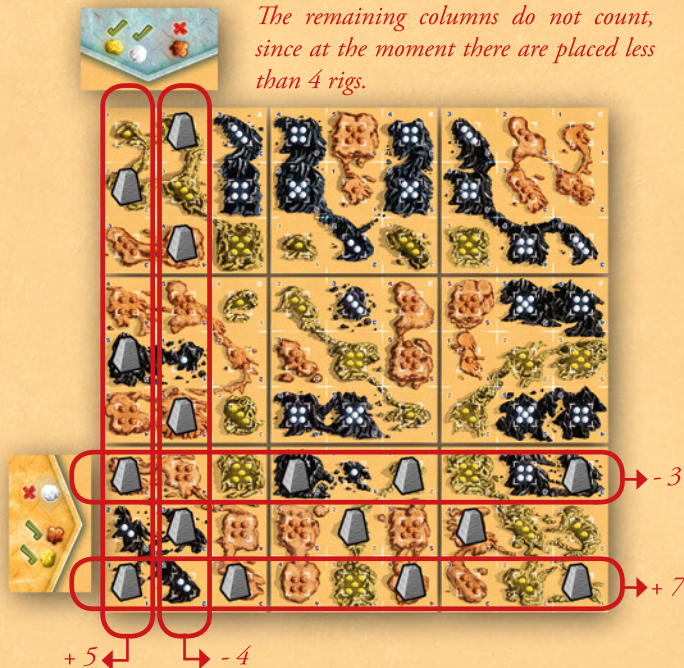 The remaining columns do not count,
since at the moment there are placed less
than 4 rigs.
- 3
+ 7
+ 5
- 4